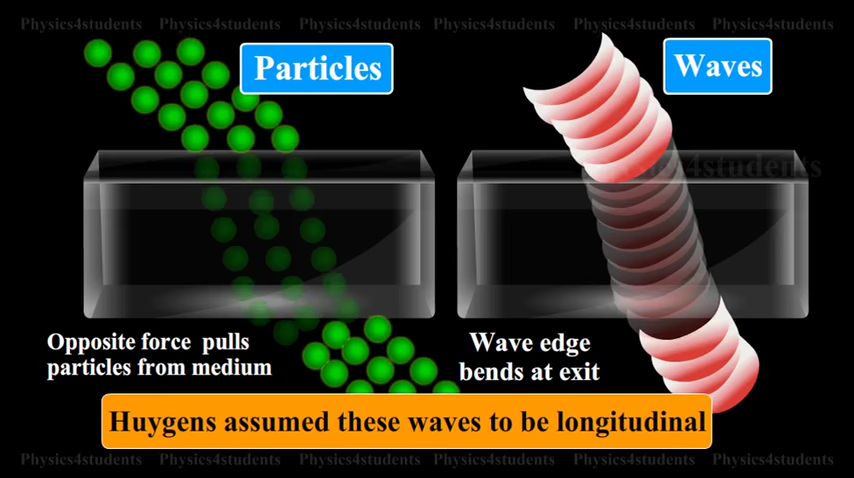 Physics4students Physics4students Physics4students Physics4students Physics4students Physics4students
Particles
Waves
Physics4students
Opposite force pulls
particles from medium
Wave edge
bends at exit
Huygens assumed these waves to be longitudinal
Physics4students Physics4students Physics4students Physics4students Physics4students Physics4students